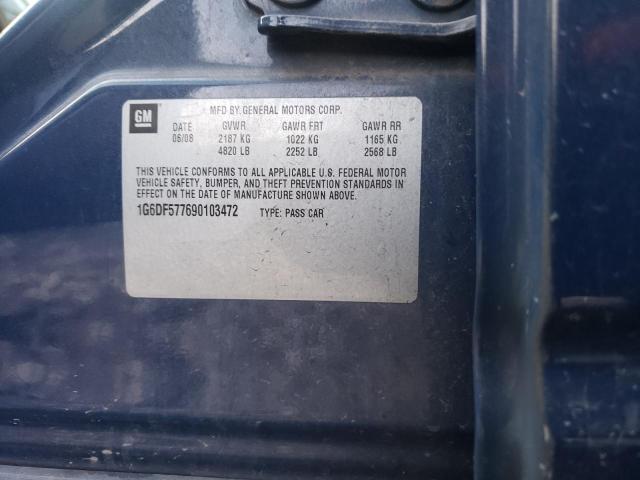 GM
MFD BY GENERAL MOTORS CORP.
DATE GVWR GAWR FRT GAWR RR
06/08 2187 KG 1022 KG 1165 KG
4820 LB 2252 LB 2568 LB
THIS VEHICLE CONFORMS TO ALL APPLICABLE U.S. FEDERAL MOTOR
VEHICLE SAFETY, BUMPER, AND THEFT PREVENTION STANDARDS IN
EFFECT ON THE DATE OF MANUFACTURE SHOWN ABOVE.
1G6DF577690103472 TYPE: PASS CAR